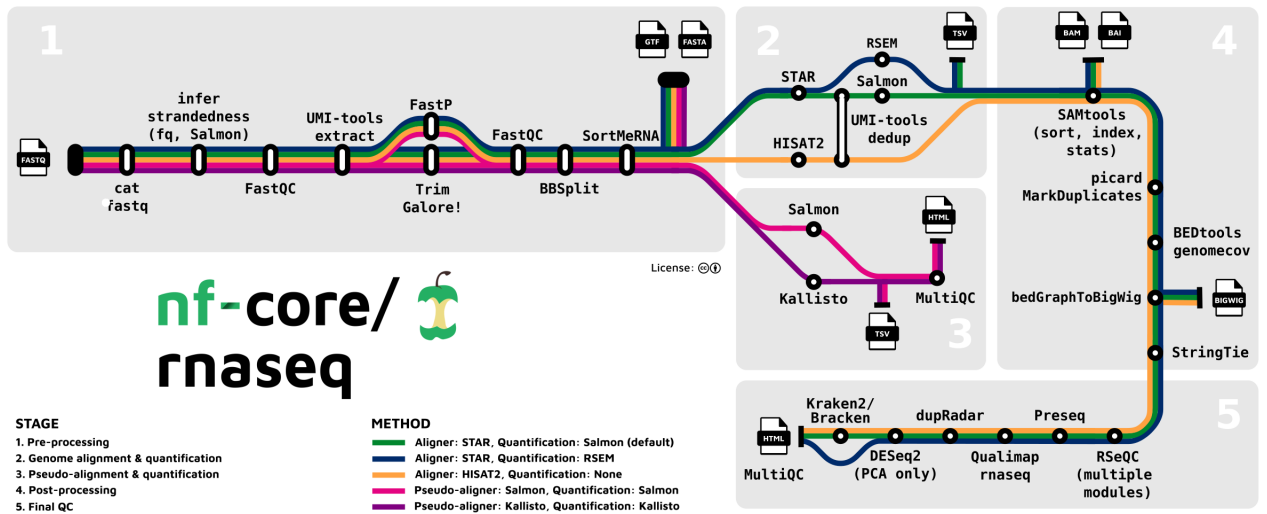 1
GTF
FASTA
FASTQ
infer
strandedness
(fq, Salmon)
UMI-tools
extract
FastP
FastQC
SortMeRNA
cat
fastq
FastQC
Trim
Galore!
BBSplit
2
TSV
RSEM
STAR
Salmon
UMI-tools
dedup
HISAT2
3
Salmon
HTML
Kallisto
MultiQC
TSV
4
BAM
BAI
SAMtools
(sort, index,
stats)
picard
MarkDuplicates
BEDtools
genomecov
bedGraphToBigWig
BIGWIG
StringTie
5
Kraken2/
Bracken
dupRadar
Preseq
HTML
MultiQC
DESeq2
(PCA only)
Qualimap
rnaseq
RSeQC
(multiple
modules)
License: cc
nf-core/
rnaseq
STAGE
1. Pre-processing
2. Genome alignment & quantification
3. Pseudo-alignment & quantification
4. Post-processing
5. Final QC
METHOD
Aligner: STAR, Quantification: Salmon (default)
Aligner: STAR, Quantification: RSEM
Aligner: HISAT2, Quantification: None
Pseudo-aligner: Salmon, Quantification: Salmon
Pseudo-aligner: Kallisto, Quantification: Kallisto